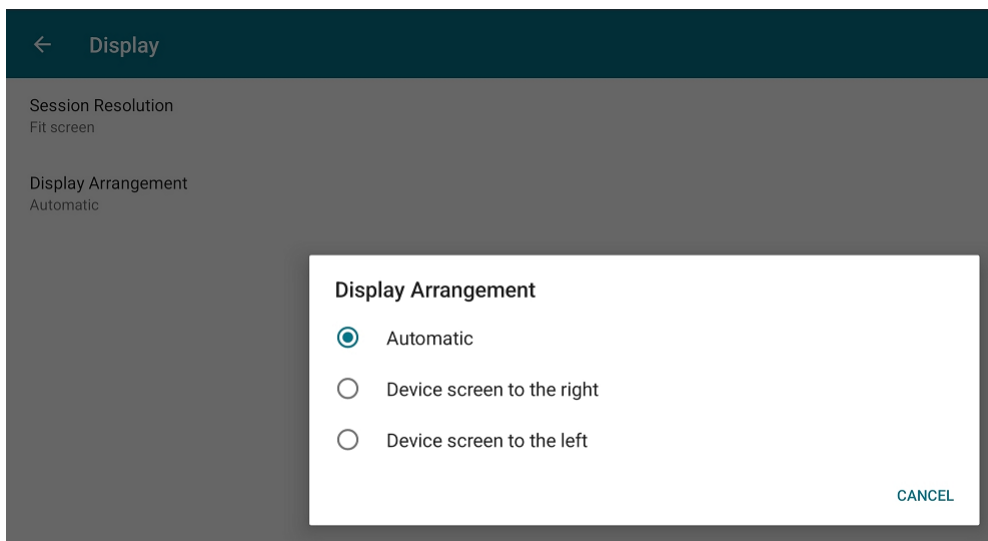 Display
Session Resolution
Fit screen
Display Arrangement
Automatic
Display Arrangement
Automatic
Device screen to the right
Device screen to the left
CANCEL